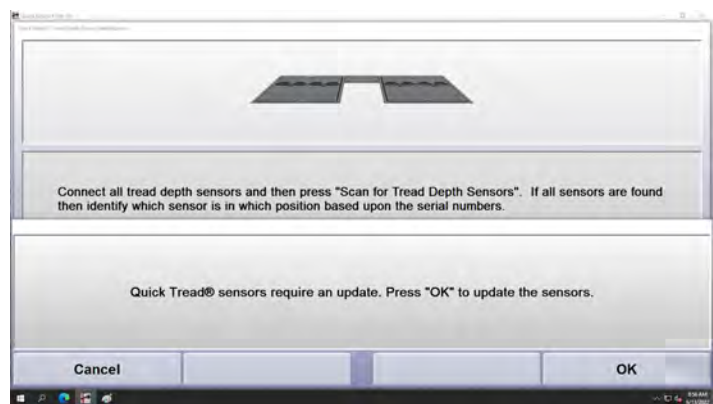 Connect all tread depth sensors and then press "Scan for Tread Depth Sensors". If all sensors are found
then identify which sensor is in which position based upon the serial numbers.
Quick Tread® sensors require an update. Press "OK" to update the sensors.
Cancel
OK